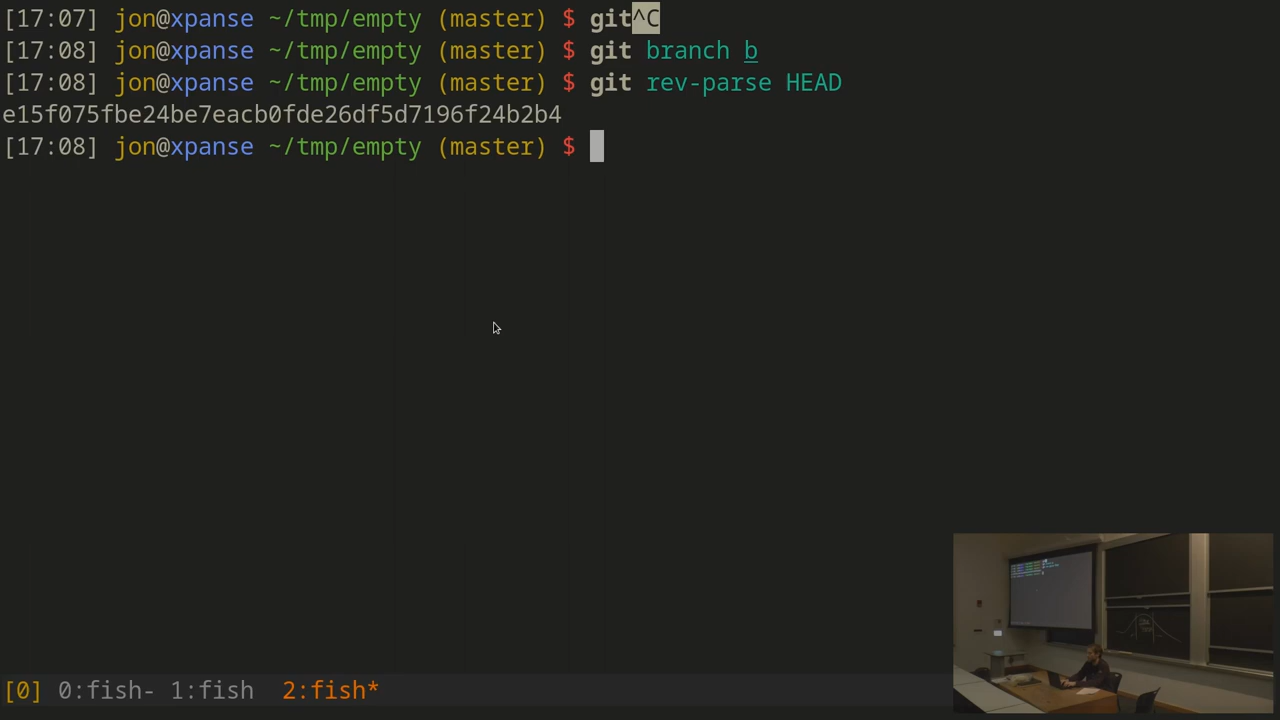 [17:07] jon@xpanse ~/tmp/empty (master) $ git^C
[17:08] jon@xpanse ~/tmp/empty (master) $ git branch b
[17:08] jon@xpanse ~/tmp/empty (master) $ git rev-parse HEAD
e15f075fbe24be7eacb0fde26df5d7196f24b2b4
[17:08] jon@xpanse ~/tmp/empty (master) $
[0] 0:fish- 1:fish  2:fish*